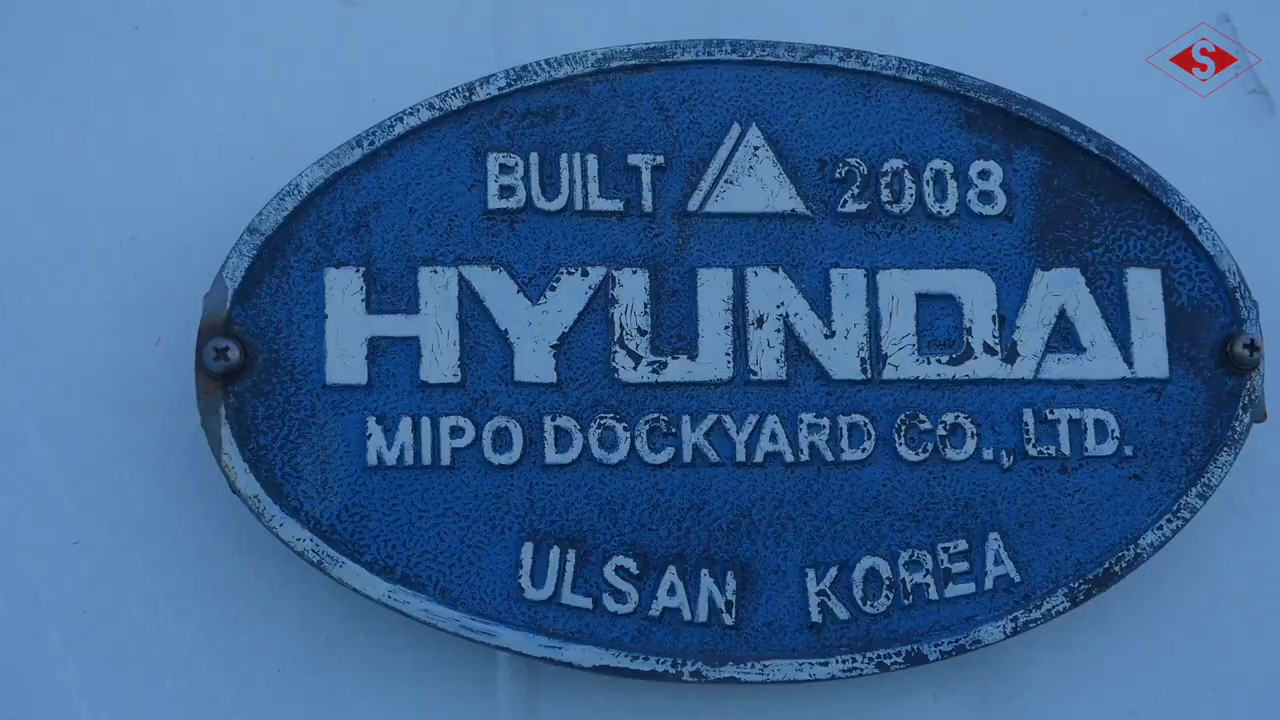 BUILT 2008
HYUNDAI
MIPO DOCKYARD CO., LTD.
ULSAN KOREA
S